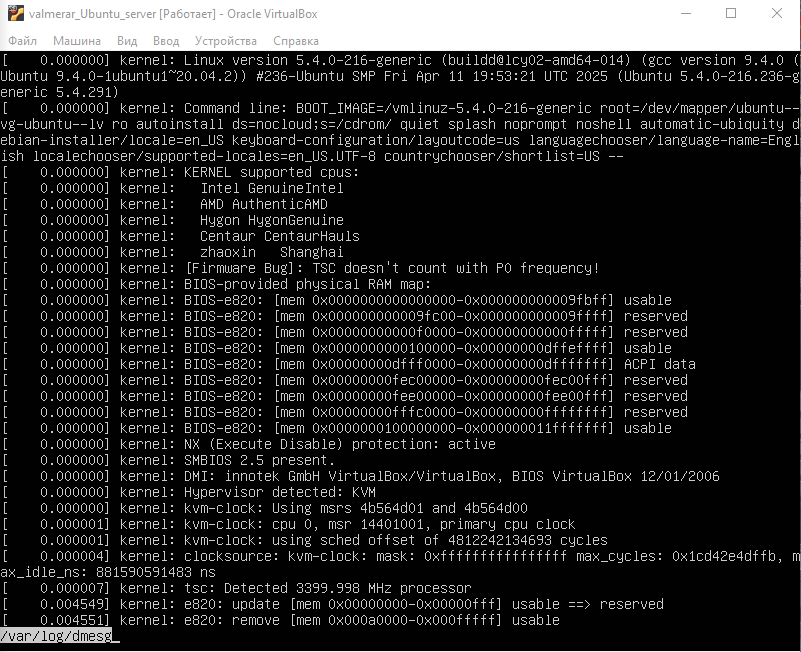 valmerar_Ubuntu_server [Работает] - Oracle VirtualBox
Файл Машина Вид Ввод Устройства Справка
[    0.000000] kernel: Linux version 5.4.0-216-generic (buildd@lcy02-amd64-014) (gcc version 9.4.0 (
Ubuntu 9.4.0-1ubuntu1~20.04.2)) #236-Ubuntu SMP Fri Apr 11 19:53:21 UTC 2025 (Ubuntu 5.4.0-216.236-g
eneric 5.4.291)
[    0.000000] kernel: Command line: BOOT_IMAGE=/vmlinuz-5.4.0-216-generic root=/dev/mapper/ubuntu--
vg-ubuntu--lv ro autoinstall ds=nocloud;s=/cdrom/ quiet splash noprompt noshell automatic-ubiquity d
ebian-installer/locale=en_US keyboard-configuration/layoutcode=us languagechooser/language-name=Engl
ish localechooser/supported-locales=en_US.UTF-8 countrychooser/shortlist=US --
[    0.000000] kernel: KERNEL supported cpus:
[    0.000000] kernel:   Intel GenuineIntel
[    0.000000] kernel:   AMD AuthenticAMD
[    0.000000] kernel:   Hygon HygonGenuine
[    0.000000] kernel:   Centaur CentaurHauls
[    0.000000] kernel:   zhaoxin   Shanghai
[    0.000000] kernel: [Firmware Bug]: TSC doesn't count with P0 frequency!
[    0.000000] kernel: BIOS-provided physical RAM map:
[    0.000000] kernel: BIOS-e820: [mem 0x0000000000000000-0x000000000009fbff] usable
[    0.000000] kernel: BIOS-e820: [mem 0x000000000009fc00-0x000000000009ffff] reserved
[    0.000000] kernel: BIOS-e820: [mem 0x00000000000f0000-0x00000000000fffff] reserved
[    0.000000] kernel: BIOS-e820: [mem 0x0000000000100000-0x00000000dffeffff] usable
[    0.000000] kernel: BIOS-e820: [mem 0x00000000dfff0000-0x00000000dfffffff] ACPI data
[    0.000000] kernel: BIOS-e820: [mem 0x00000000fec00000-0x00000000fec00fff] reserved
[    0.000000] kernel: BIOS-e820: [mem 0x00000000fee00000-0x00000000fee00fff] reserved
[    0.000000] kernel: BIOS-e820: [mem 0x00000000fffc0000-0x00000000ffffffff] reserved
[    0.000000] kernel: BIOS-e820: [mem 0x0000000100000000-0x000000011fffffff] usable
[    0.000000] kernel: NX (Execute Disable) protection: active
[    0.000000] kernel: SMBIOS 2.5 present.
[    0.000000] kernel: DMI: innotek GmbH VirtualBox/VirtualBox, BIOS VirtualBox 12/01/2006
[    0.000000] kernel: Hypervisor detected: KVM
[    0.000000] kernel: kvm-clock: Using msrs 4b564d01 and 4b564d00
[    0.000001] kernel: kvm-clock: cpu 0, msr 14401001, primary cpu clock
[    0.000001] kernel: kvm-clock: using sched offset of 4812242134693 cycles
[    0.000004] kernel: clocksource: kvm-clock: mask: 0xffffffffffffffff max_cycles: 0x1cd42e4dffb, m
ax_idle_ns: 881590591483 ns
[    0.000007] kernel: tsc: Detected 3399.998 MHz processor
[    0.004549] kernel: e820: update [mem 0x00000000-0x00000fff] usable ==> reserved
[    0.004551] kernel: e820: remove [mem 0x000a0000-0x000fffff] usable
/var/log/dmesg